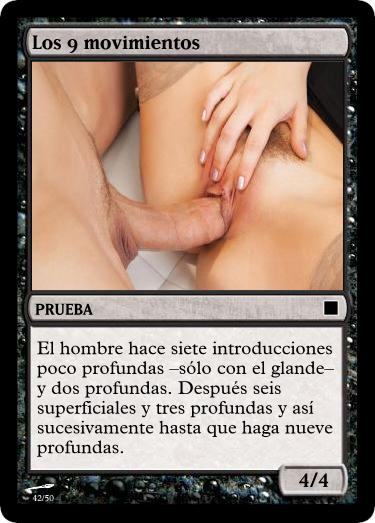 Los 9 movimientos
PRUEBA
El hombre hace siete introducciones
poco profundas –sólo con el glande–
y dos profundas. Después seis
superficiales y tres profundas y así
sucesivamente hasta que haga nueve
profundas.
4/4
42/50